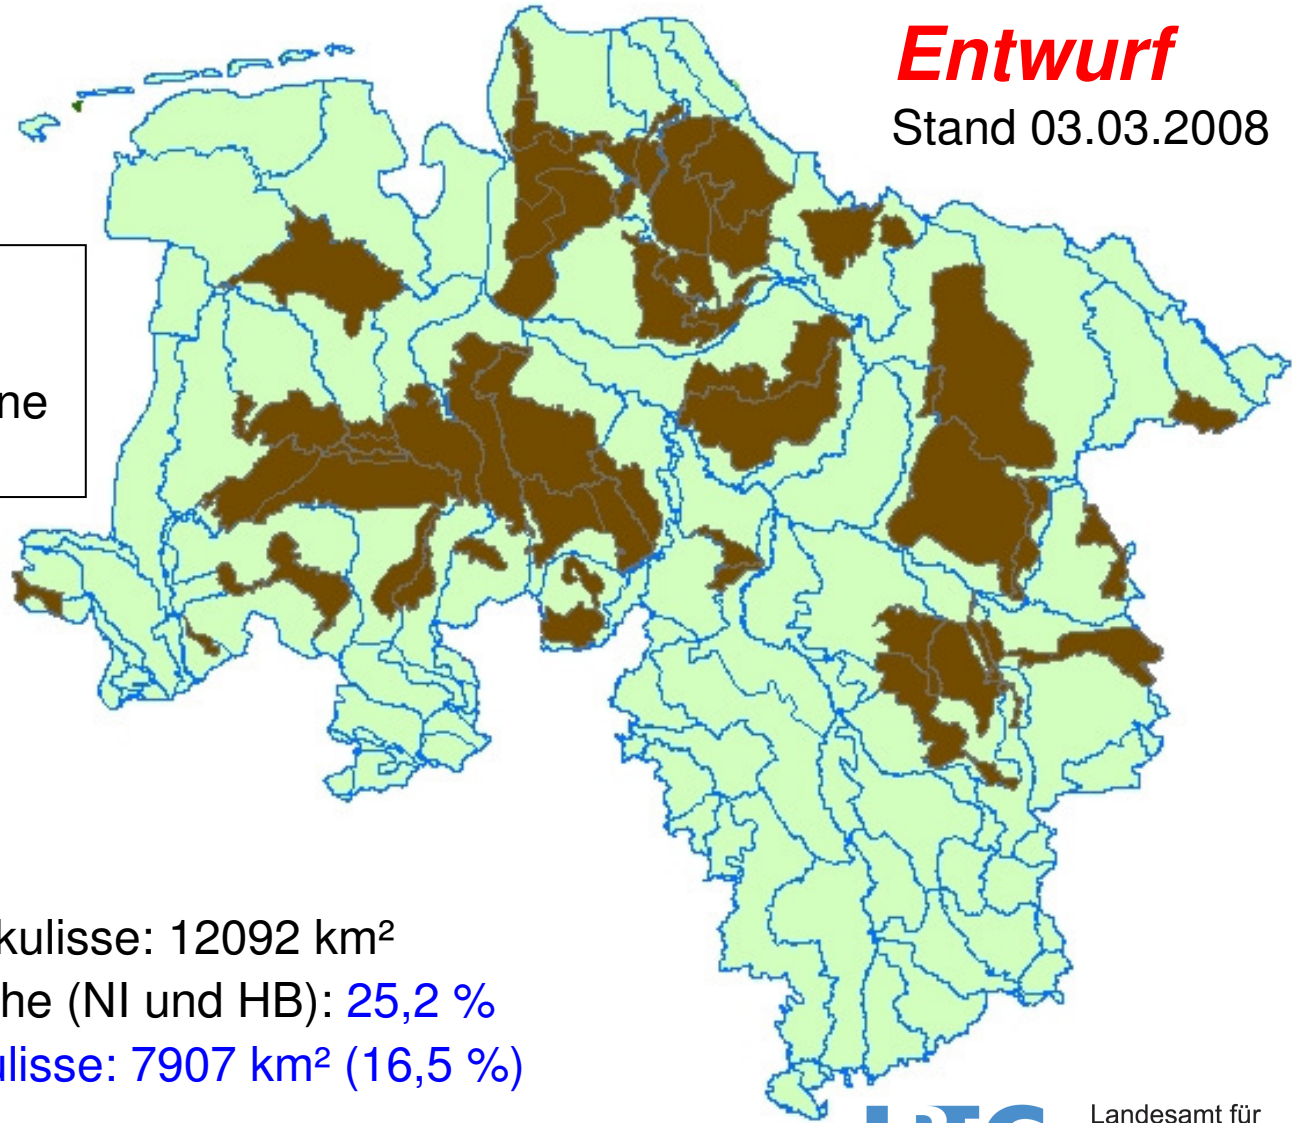 Entwurf
Stand 03.03.2008
ne
kulisse: 12092 km²
he (NI und HB): 25,2 %
lisse: 7907 km² (16,5 %)
Landesamt für